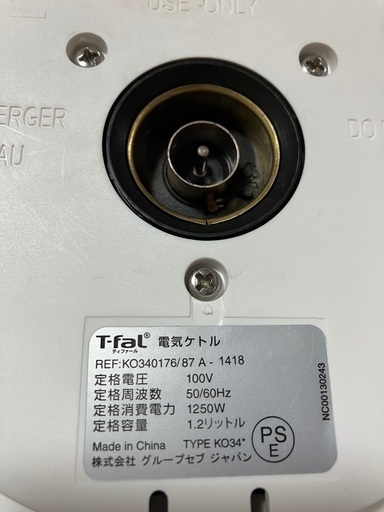 USE ONLY
ERGER
AU
DO
T-fal® 電気ケトル
ティファール
REF:KO340176/87 A - 1418
定格電圧 100V
定格周波数 50/60Hz
定格消費電力 1250W
定格容量 1.2リットル
Made in China TYPE KO34*
株式会社 グループセブ ジャパン
PS
E
NC00130243